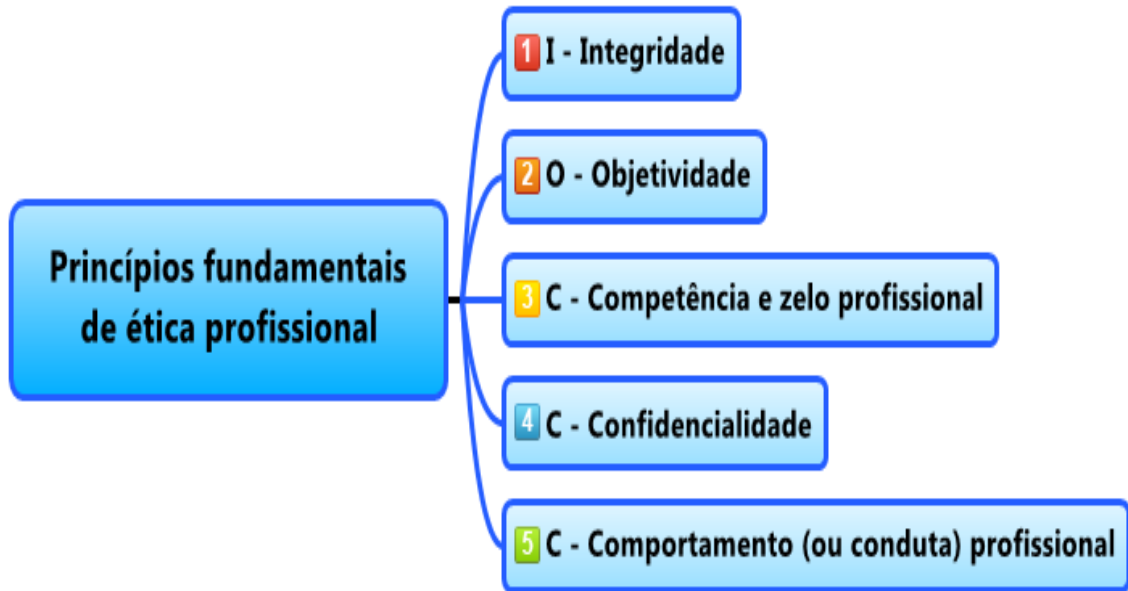 Princípios fundamentais
de ética profissional
1 I - Integridade
2 O - Objetividade
3 C - Competência e zelo profissional
4 C - Confidencialidade
5 C - Comportamento (ou conduta) profissional